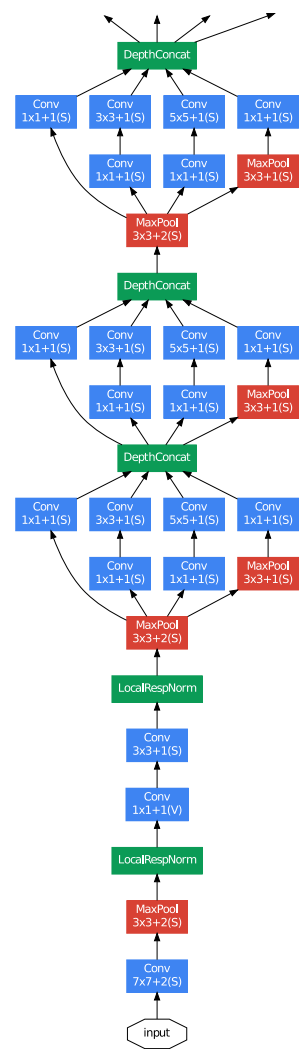 DepthConcat
Conv
1x1+1(S)
Conv
3x3+1(S)
Conv
5x5+1(S)
Conv
1x1+1(S)
Conv
1x1+1(S)
Conv
1x1+1(S)
MaxPool
3x3+1(S)
MaxPool
3x3+2(S)
DepthConcat
Conv
1x1+1(S)
Conv
3x3+1(S)
Conv
5x5+1(S)
Conv
1x1+1(S)
Conv
1x1+1(S)
Conv
1x1+1(S)
MaxPool
3x3+1(S)
DepthConcat
Conv
1x1+1(S)
Conv
3x3+1(S)
Conv
5x5+1(S)
Conv
1x1+1(S)
Conv
1x1+1(S)
Conv
1x1+1(S)
MaxPool
3x3+1(S)
MaxPool
3x3+2(S)
LocalRespNorm
Conv
3x3+1(S)
Conv
1x1+1(V)
LocalRespNorm
MaxPool
3x3+2(S)
Conv
7x7+2(S)
input